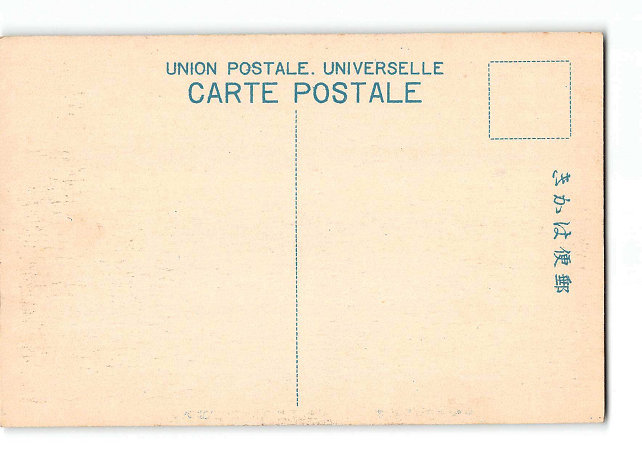 UNION POSTALE. UNIVERSELLE
CARTE POSTALE
きかは便郵